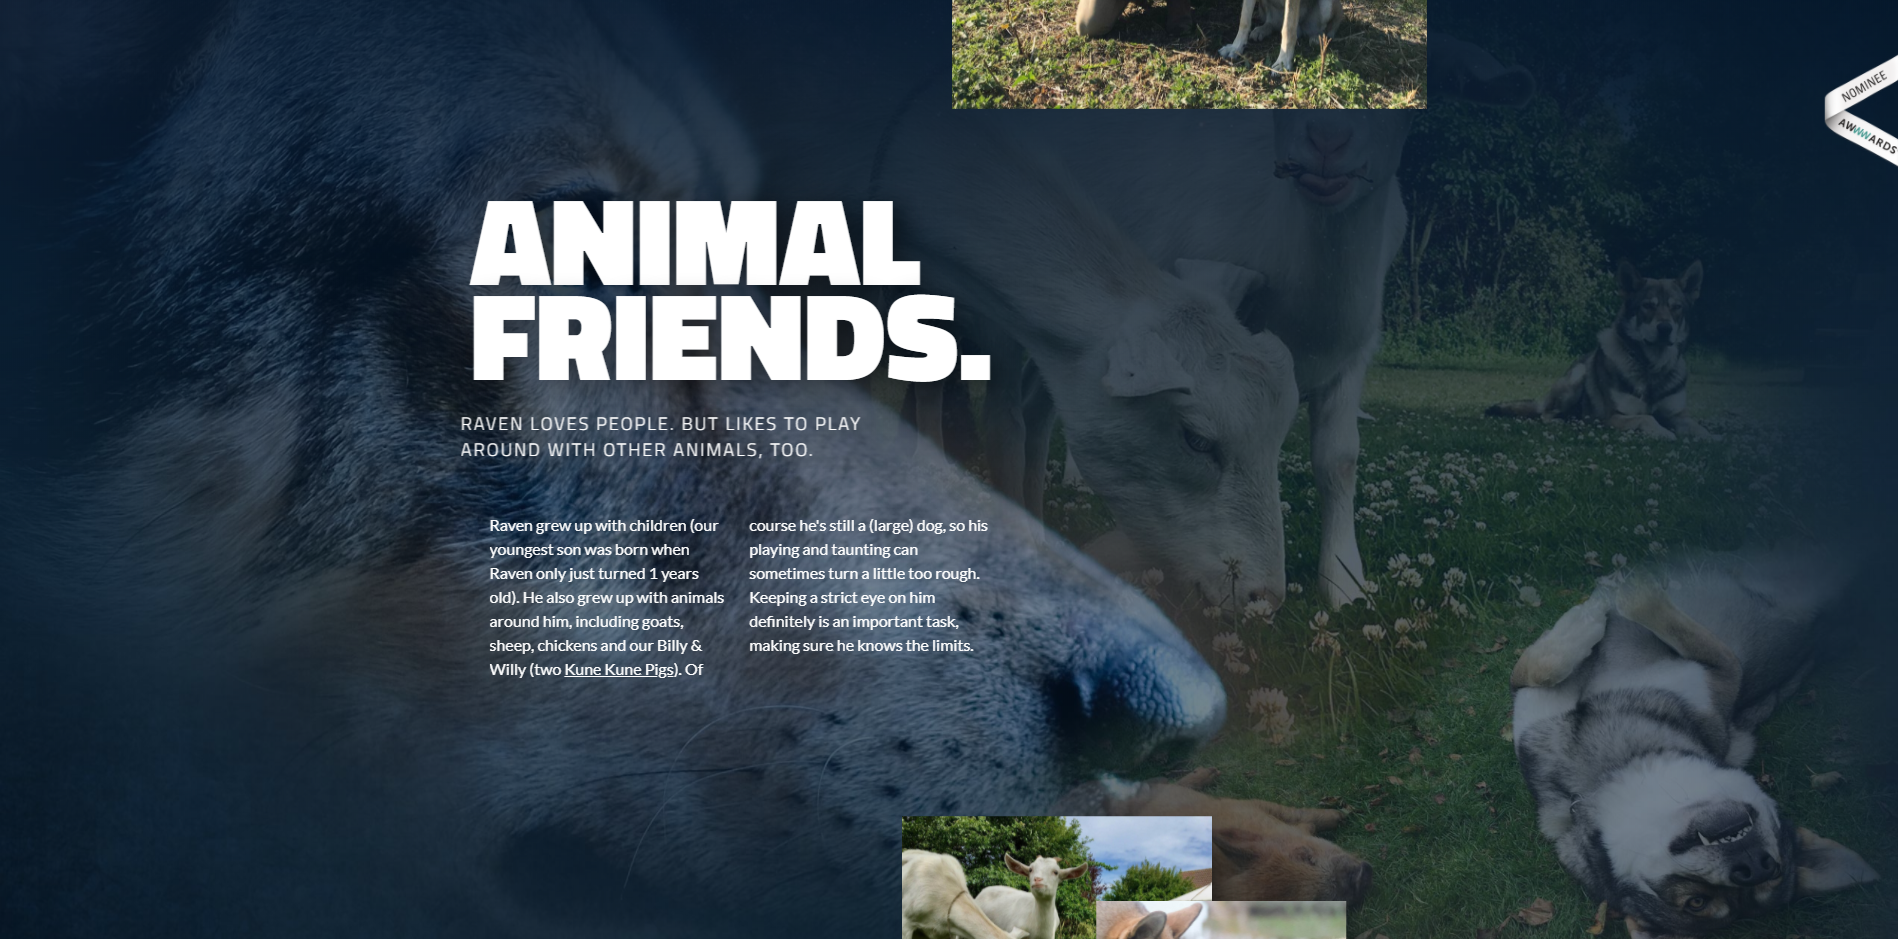 NOMINEE
AWWWARDS
ANIMAL
FRIENDS.
RAVEN LOVES PEOPLE. BUT LIKES TO PLAY
AROUND WITH OTHER ANIMALS, TOO.
Raven grew up with children (our
youngest son was born when
Raven only just turned 1 years
old). He also grew up with animals
around him, including goats,
sheep, chickens and our Billy &
Willy (two Kune Kune Pigs). Of
course he's still a (large) dog, so his
playing and taunting can
sometimes turn a little too rough.
Keeping a strict eye on him
definitely is an important task,
making sure he knows the limits.